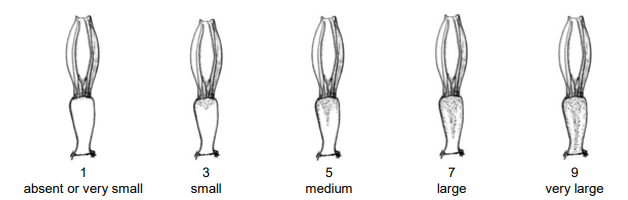 1 3 5 7 9
absent or very small small medium large very large